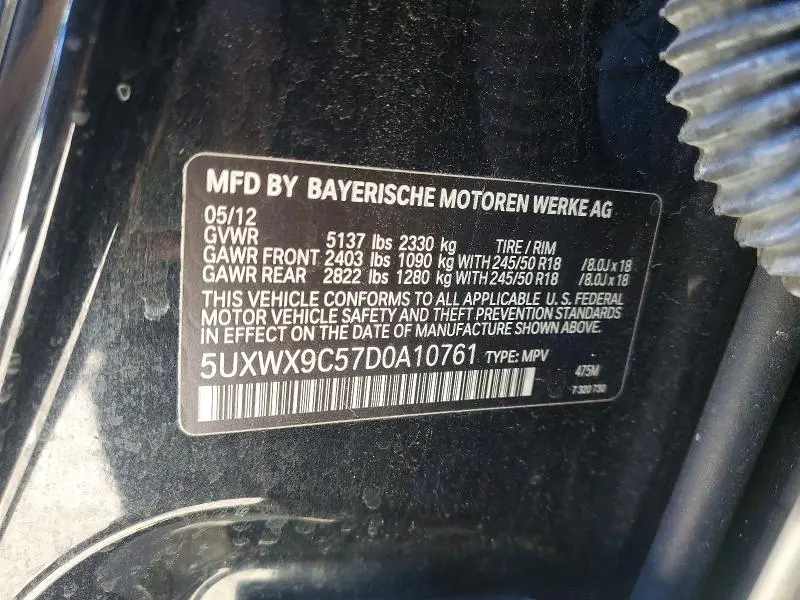 MFD BY BAYERISCHE MOTOREN WERKE AG
05/12
GVWR 5137 lbs 2330 kg TIRE / RIM
GAWR FRONT 2403 lbs 1090 kg WITH 245/50 R18 /8.0J x 18
GAWR REAR 2822 lbs 1280 kg WITH 245/50 R18 /8.0J x 18
THIS VEHICLE CONFORMS TO ALL APPLICABLE U. S. FEDERAL
MOTOR VEHICLE SAFETY AND THEFT PREVENTION STANDARDS
IN EFFECT ON THE DATE OF MANUFACTURE SHOWN ABOVE.
5UXWX9C57D0A10761 TYPE: MPV 475M
7 320 730